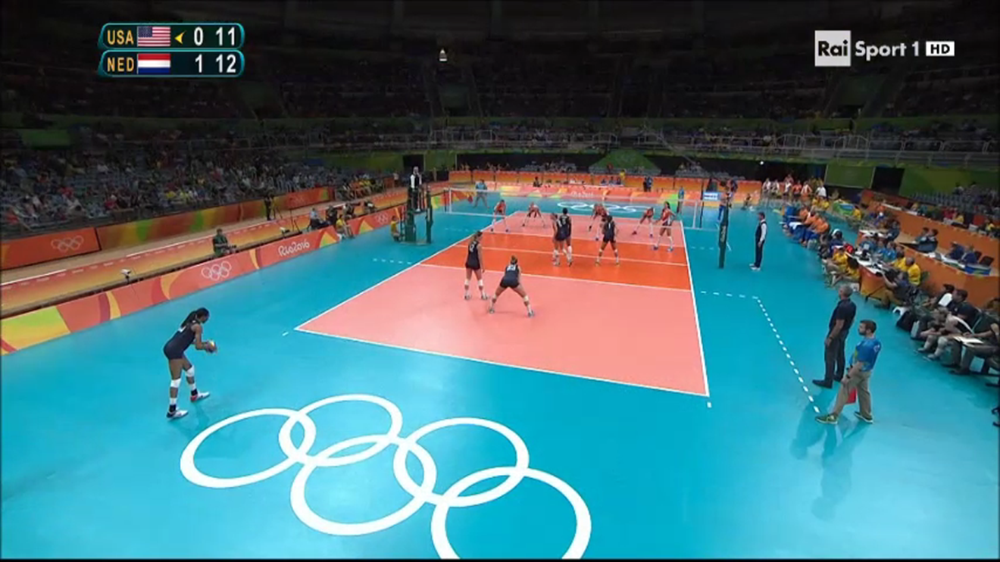 USA 0 11
NED 1 12
Rai Sport 1 HD
Rio2016